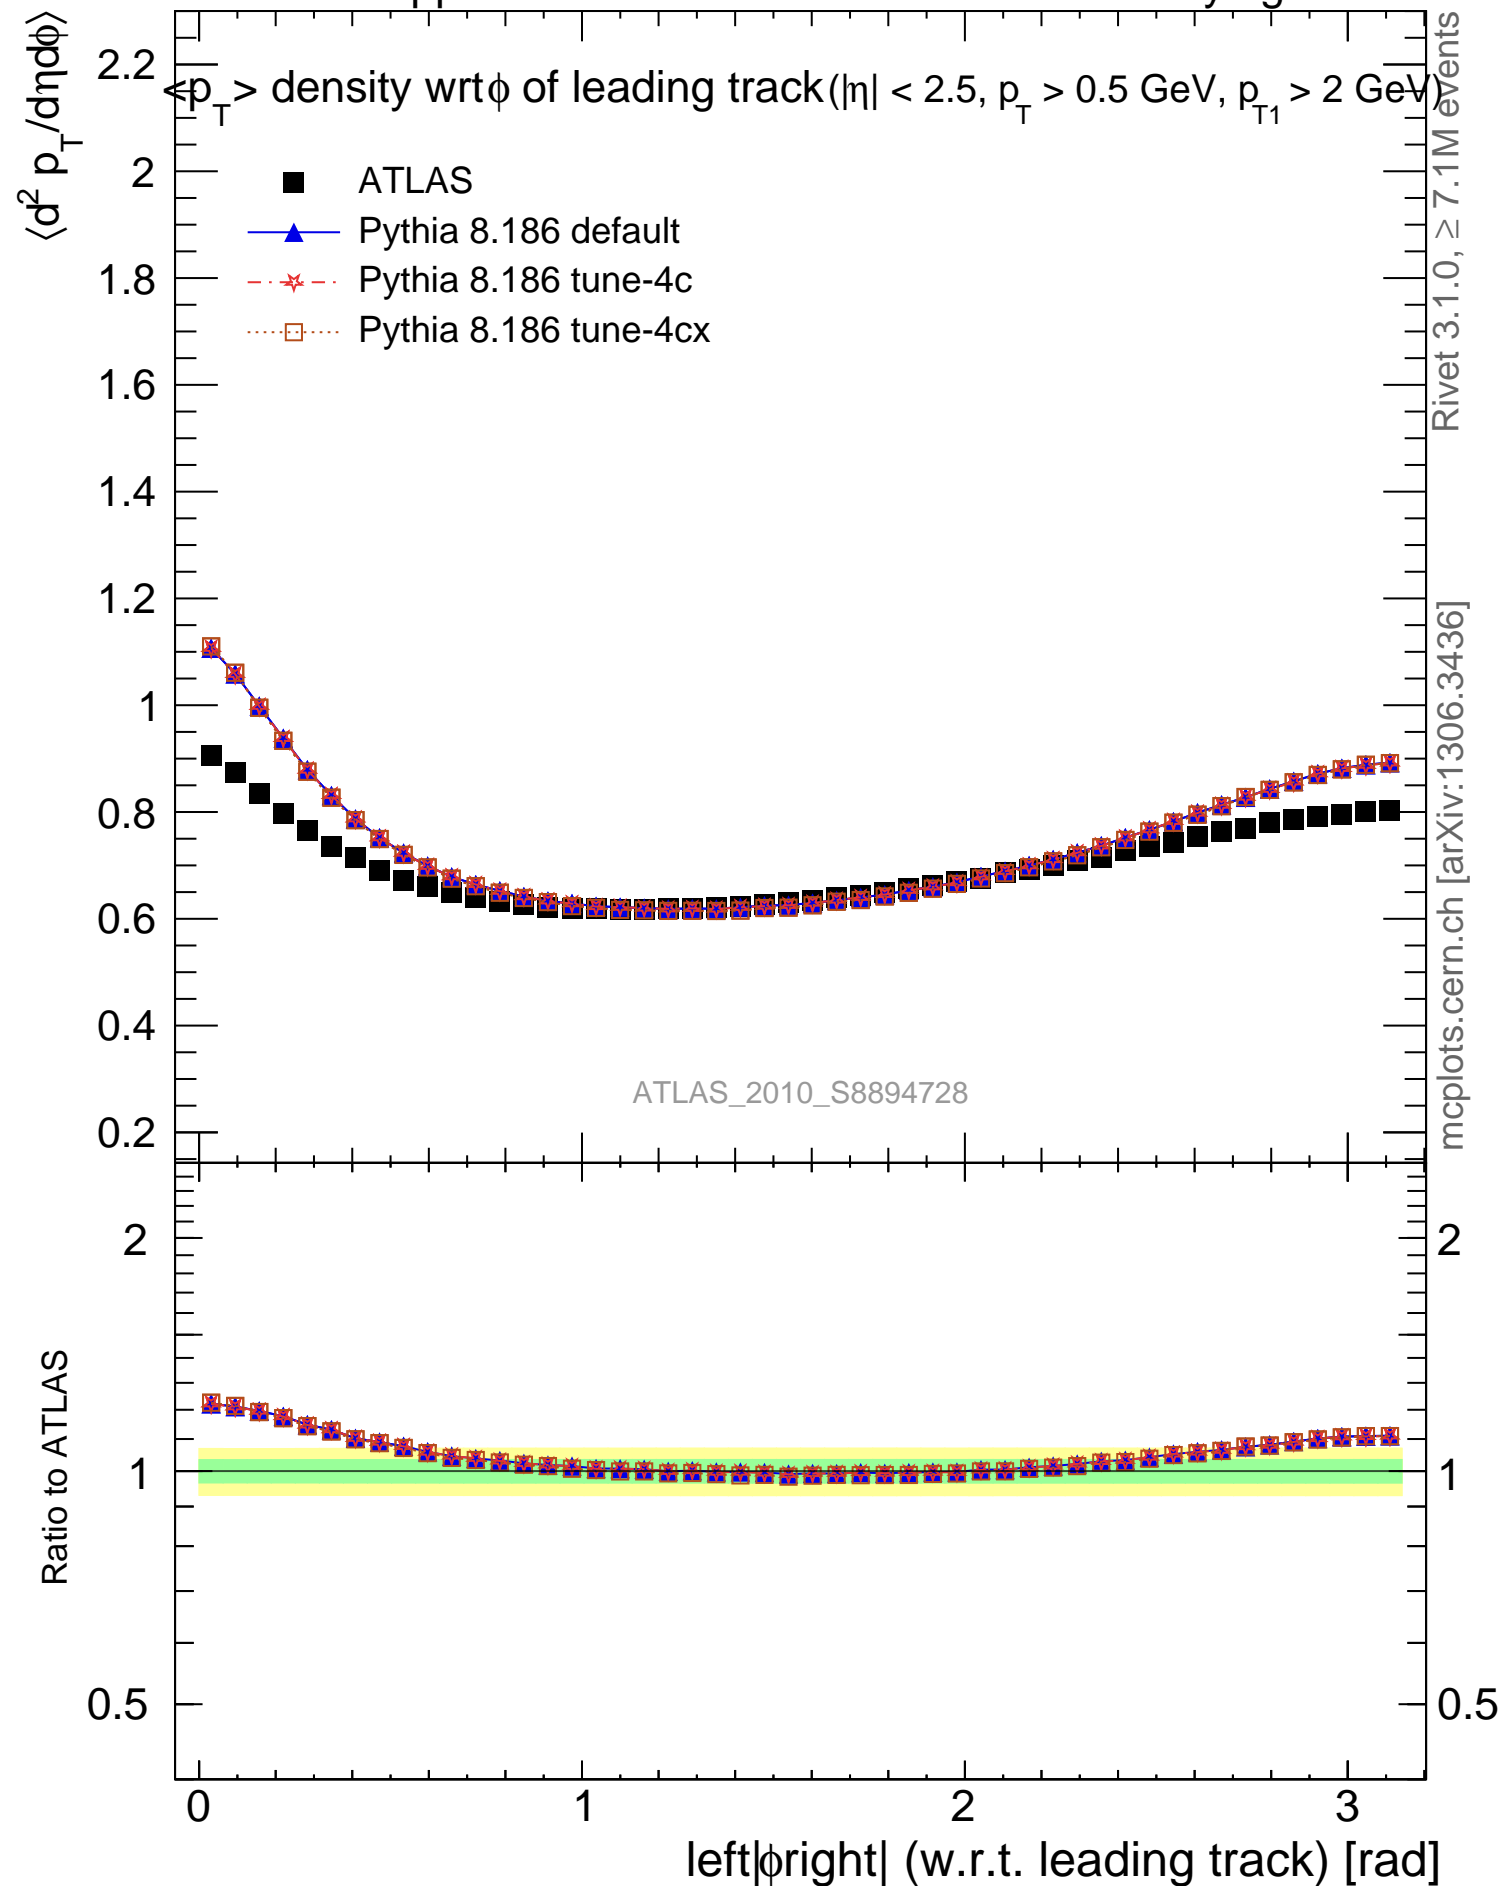 ⟨d² p_T/dηdϕ⟩
<p_T> density wrt ϕ of leading track (|η| < 2.5, p_T > 0.5 GeV, p_T1 > 2 GeV)
ATLAS
Pythia 8.186 default
Pythia 8.186 tune-4c
Pythia 8.186 tune-4cx
2.2
2
1.8
1.6
1.4
1.2
1
0.8
0.6
0.4
0.2
ATLAS_2010_S8894728
Rivet 3.1.0, ≥ 7.1M events
mcplots.cern.ch [arXiv:1306.3436]
Ratio to ATLAS
2
1
0.5
2
1
0.5
0
1
2
3
left|ϕright| (w.r.t. leading track) [rad]